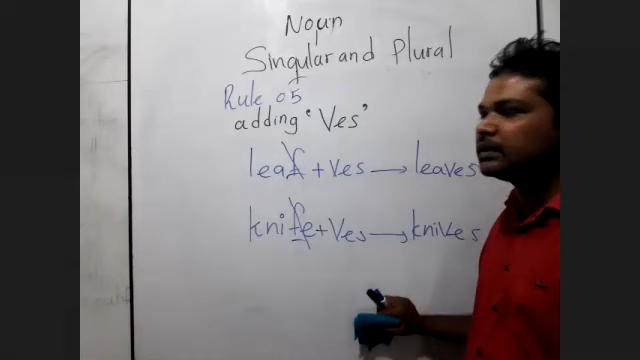 Noun
Singular and Plural
Rule 05
adding 'Ves'
leaf + ves → leaves
knife + Ves → knives